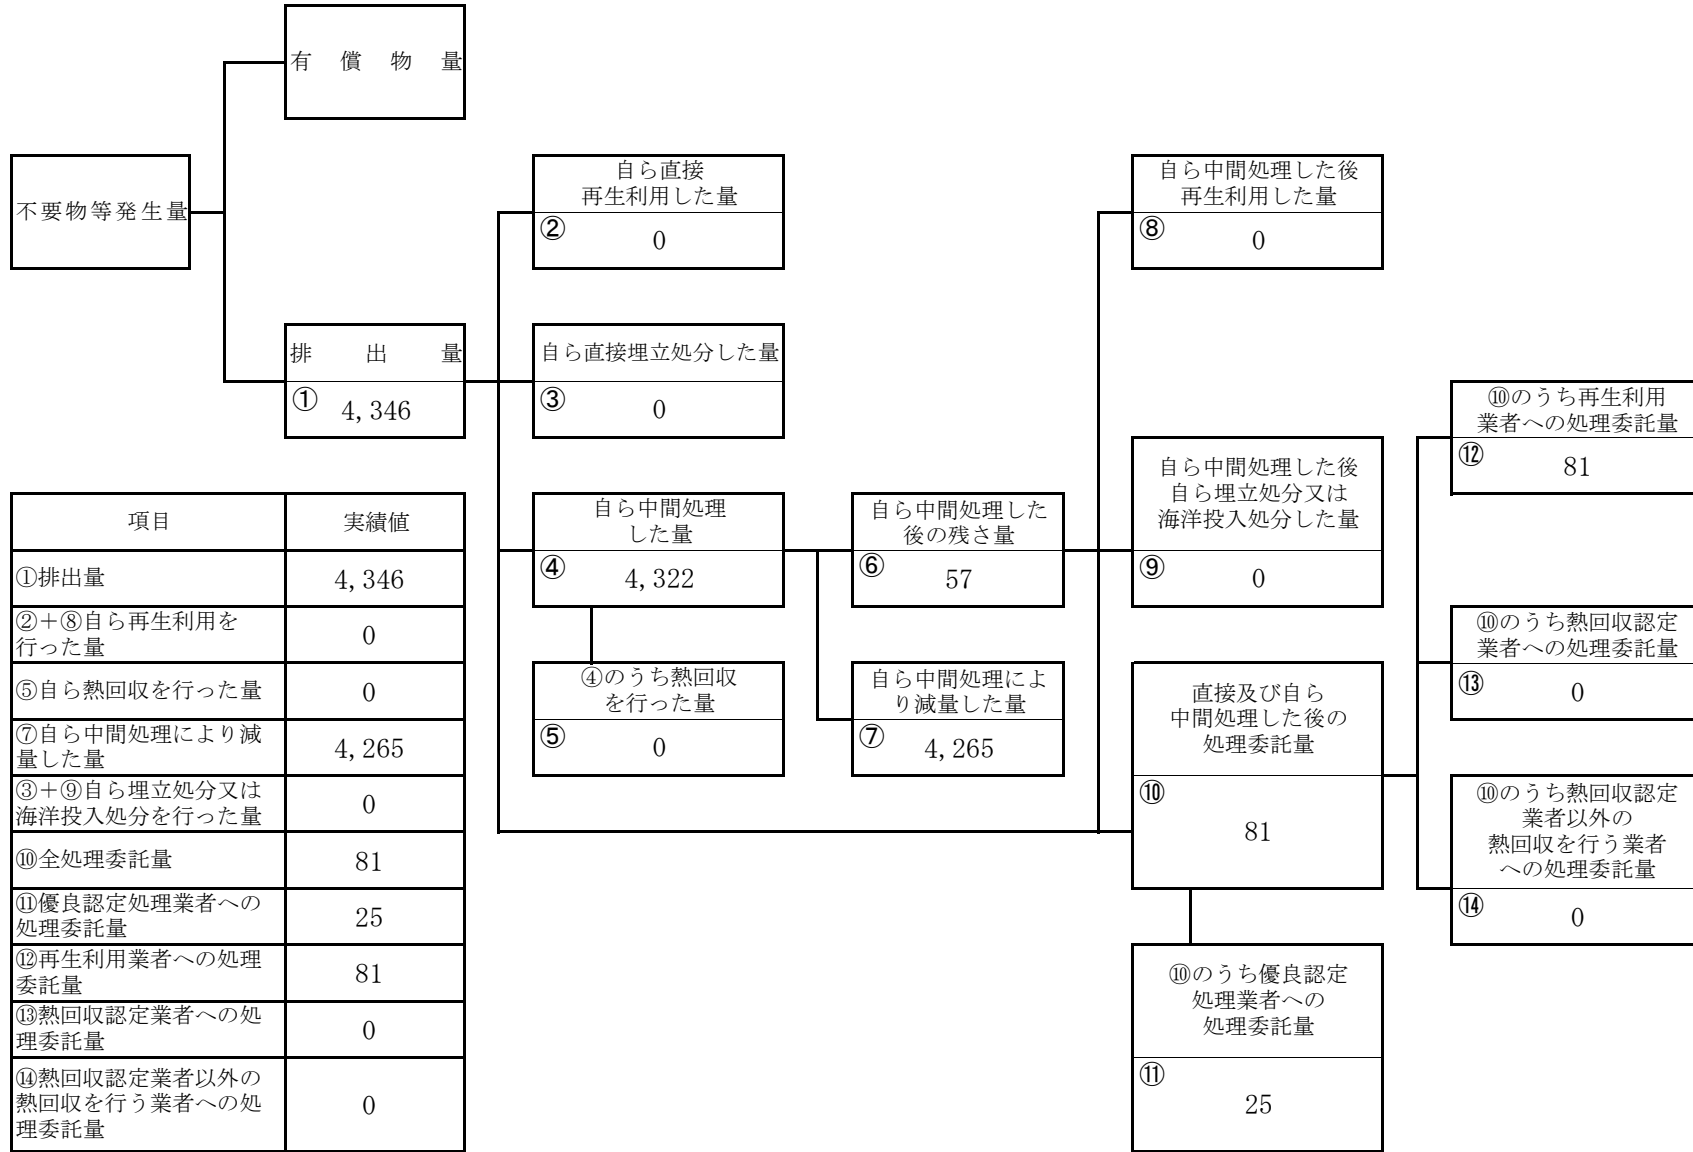 有償物量
不要物等発生量
排出量
①
4,346
自ら直接
再生利用した量
②
0
自ら直接埋立処分した量
③
0
自ら中間処理
した量
④
4,322
④のうち熱回収
を行った量
⑤
0
自ら中間処理した
後の残さ量
⑥
57
自ら中間処理によ
り減量した量
⑦
4,265
自ら中間処理した後
再生利用した量
⑧
0
自ら中間処理した後
自ら埋立処分又は
海洋投入処分した量
⑨
0
直接及び自ら
中間処理した後の
処理委託量
⑩
81
⑩のうち優良認定
処理業者への
処理委託量
⑪
25
⑩のうち再生利用
業者への処理委託量
⑫
81
⑩のうち熱回収認定
業者への処理委託量
⑬
0
⑩のうち熱回収認定
業者以外の
熱回収を行う業者
への処理委託量
⑭
0
項目
実績値
①排出量
4,346
②＋⑧自ら再生利用を
行った量
0
⑤自ら熱回収を行った量
0
⑦自ら中間処理により減
量した量
4,265
③＋⑨自ら埋立処分又は
海洋投入処分を行った量
0
⑩全処理委託量
81
⑪優良認定処理業者への
処理委託量
25
⑫再生利用業者への処理
委託量
81
⑬熱回収認定業者への処
理委託量
0
⑭熱回収認定業者以外の
熱回収を行う業者への処
理委託量
0